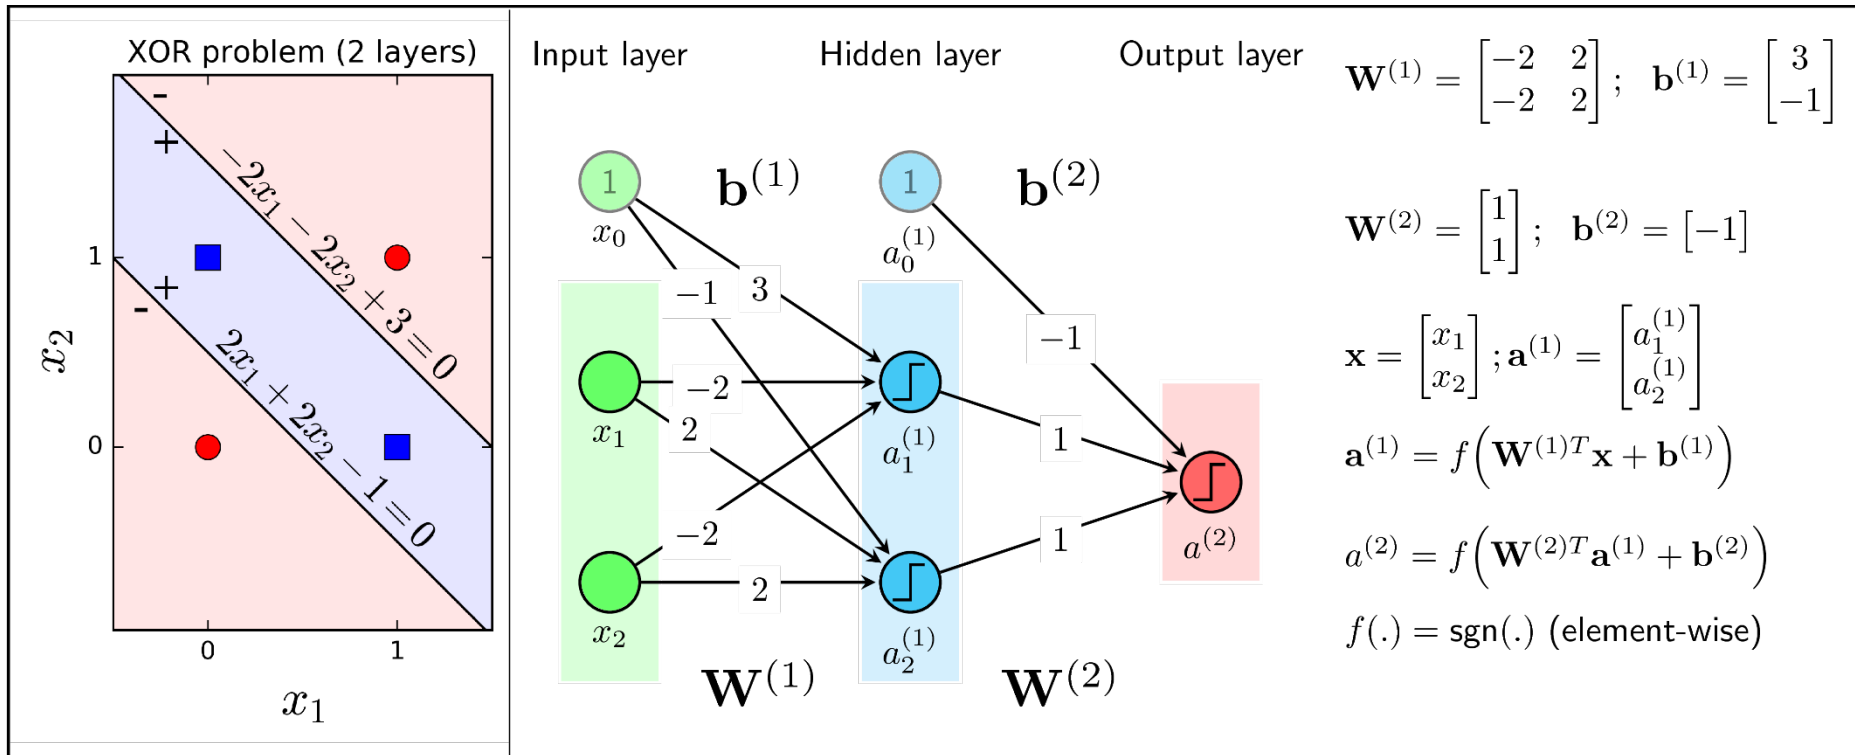 XOR problem (2 layers)
-
+
−2x₁ − 2x₂ + 3 = 0
+
-
2x₁ + 2x₂ − 1 = 0
1
0
x₂
0
1
x₁
Input layer
Hidden layer
Output layer
1
b⁽¹⁾
1
b⁽²⁾
x₀
a₀⁽¹⁾
−1
3
−1
−2
x₁
2
a₁⁽¹⁾
1
−2
1
a⁽²⁾
2
x₂
a₂⁽¹⁾
W⁽¹⁾
W⁽²⁾
W⁽¹⁾ = [−2 2; −2 2] ; b⁽¹⁾ = [3; −1]
W⁽²⁾ = [1; 1] ; b⁽²⁾ = [−1]
x = [x₁; x₂] ; a⁽¹⁾ = [a₁⁽¹⁾; a₂⁽¹⁾]
a⁽¹⁾ = f(W⁽¹⁾ᵀx + b⁽¹⁾)
a⁽²⁾ = f(W⁽²⁾ᵀa⁽¹⁾ + b⁽²⁾)
f(.) = sgn(.) (element-wise)